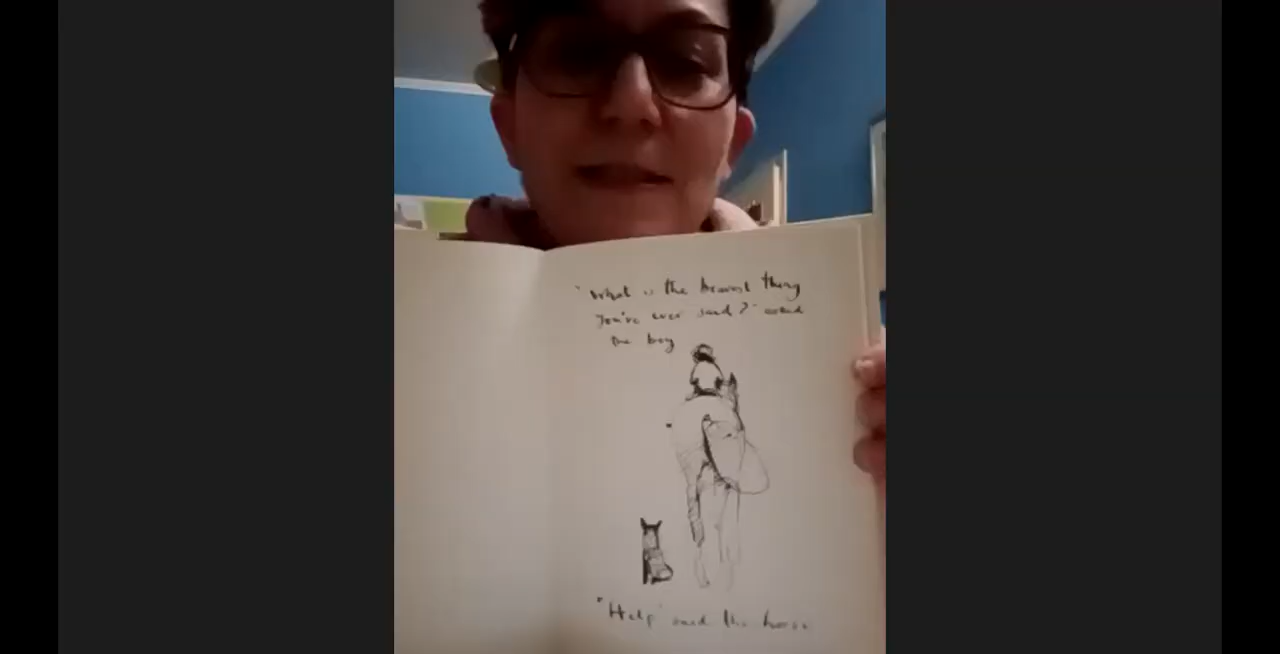 "What is the bravest thing
you've ever said?" asked
the boy
"Help" said the horse